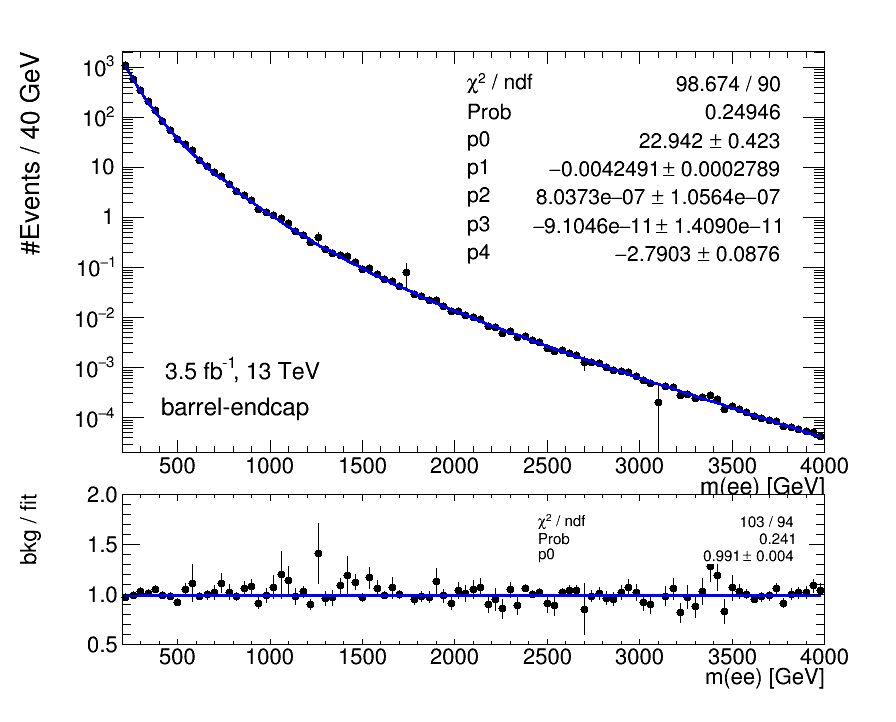 #Events / 40 GeV
10³
10²
10
1
10⁻¹
10⁻²
10⁻³
10⁻⁴
χ² / ndf 98.674 / 90
Prob 0.24946
p0 22.942 ± 0.423
p1 −0.0042491 ± 0.0002789
p2 8.0373e−07 ± 1.0564e−07
p3 −9.1046e−11 ± 1.4090e−11
p4 −2.7903 ± 0.0876
3.5 fb⁻¹, 13 TeV
barrel-endcap
500 1000 1500 2000 2500 3000 3500 4000
m(ee) [GeV]
bkg / fit
2.0
1.5
1.0
0.5
χ² / ndf 103 / 94
Prob 0.241
p0 0.991 ± 0.004
500 1000 1500 2000 2500 3000 3500 4000
m(ee) [GeV]